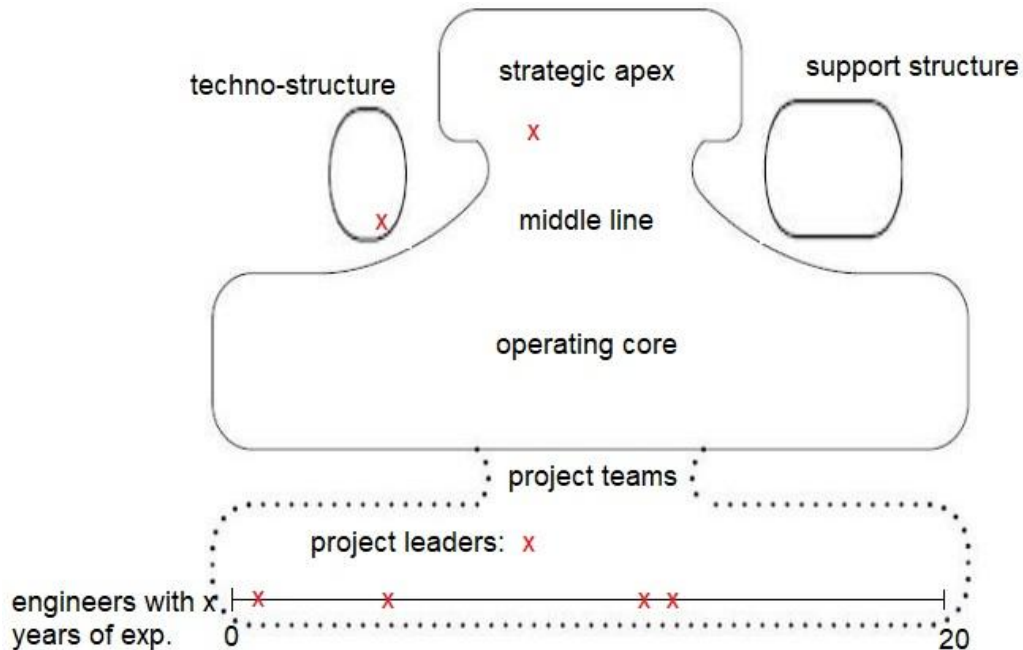 strategic apex
support structure
techno-structure
x
x
middle line
operating core
project teams
project leaders: x
engineers with x
years of exp.
x x x x
0 20